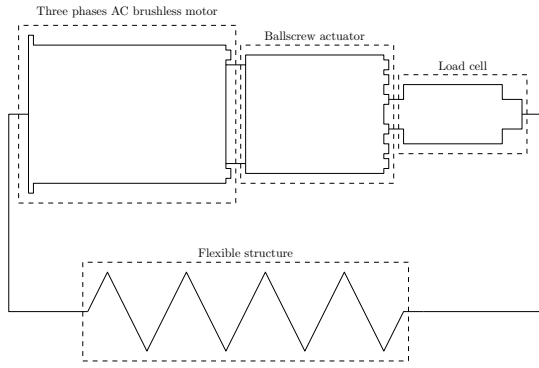 Three phases AC brushless motor
Ballscrew actuator
Load cell
Flexible structure